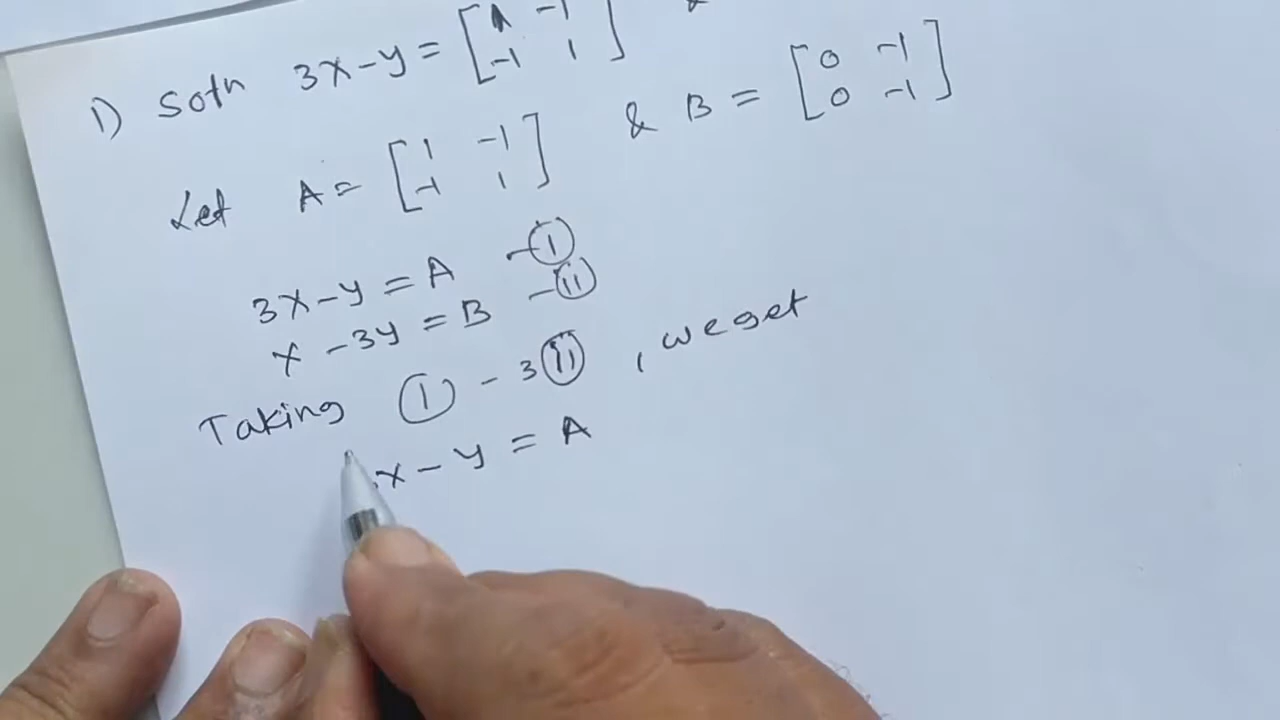 1) Soln 3x-y = [1 -1
-1 1]
Let A = [1 -1
-1 1] & B = [0 -1
0 -1]
3x-y = A - (i)
x - 3y = B - (ii)
Taking (i) - 3(ii), we get
x - y = A